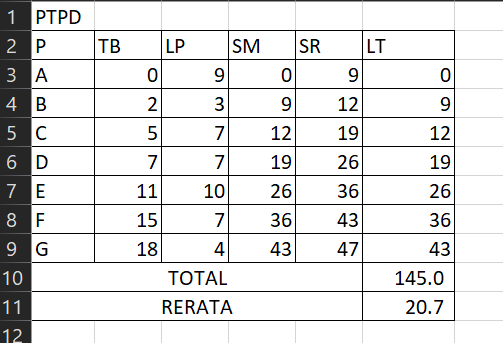 1 PTPD
2 P TB LP SM SR LT
3 A 0 9 0 9 0
4 B 2 3 9 12 9
5 C 5 7 12 19 12
6 D 7 7 19 26 19
7 E 11 10 26 36 26
8 F 15 7 36 43 36
9 G 18 4 43 47 43
10 TOTAL 145.0
11 RERATA 20.7
12